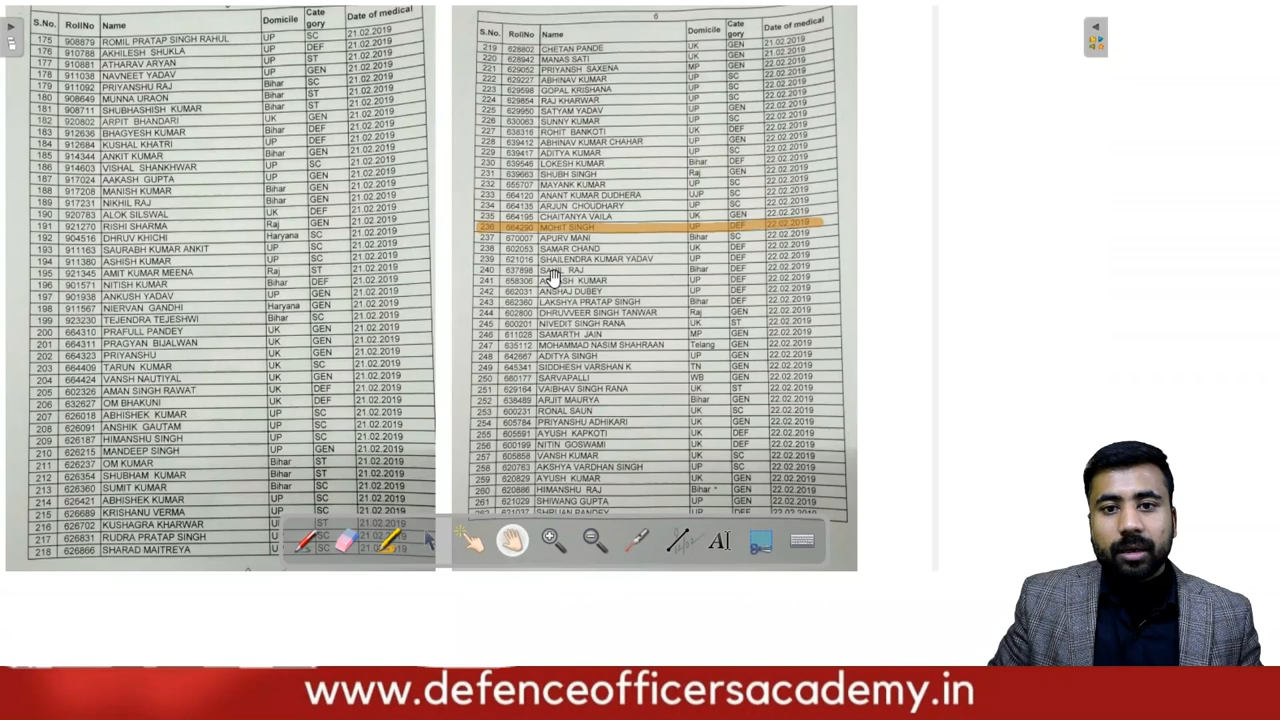 S.No. RollNo Name Domicile Cate gory Date of medical
175 908879 ROMIL PRATAP SINGH RAHUL UP SC 21.02.2019
176 910788 AKHILESH SHUKLA UP DEF 21.02.2019
177 910881 ATHARAV ARYAN UP ST 21.02.2019
178 911038 NAVNEET YADAV UP GEN 21.02.2019
179 911092 PRIYANSHU RAJ Bihar SC 21.02.2019
180 908649 MUNNA URAON Bihar ST 21.02.2019
181 908711 SHUBHASHISH KUMAR Bihar ST 21.02.2019
182 920802 ARPIT BHANDARI UK GEN 21.02.2019
183 912636 BHAGYESH KUMAR Bihar DEF 21.02.2019
184 912684 KUSHAL KHATRI UP DEF 21.02.2019
185 914344 ANKIT KUMAR Bihar GEN 21.02.2019
186 914603 VISHAL SHANKHWAR UP SC 21.02.2019
187 917024 AAKASH GUPTA UP GEN 21.02.2019
188 917208 MANISH KUMAR Bihar GEN 21.02.2019
189 917231 NIKHIL RAJ Bihar GEN 21.02.2019
190 920783 ALOK SILSWAL UK DEF 21.02.2019
191 921270 RISHI SHARMA Raj GEN 21.02.2019
192 904516 DHRUV KHICHI Haryana SC 21.02.2019
193 911163 SAURABH KUMAR ANKIT UP SC 21.02.2019
194 911380 ASHISH KUMAR UP SC 21.02.2019
195 921345 AMIT KUMAR MEENA Raj ST 21.02.2019
196 901571 NITISH KUMAR Bihar DEF 21.02.2019
197 901938 ANKUSH YADAV UP GEN 21.02.2019
198 911567 NIERVAN GANDHI Haryana GEN 21.02.2019
199 923230 TEJENDRA TEJESHWI Bihar SC 21.02.2019
200 664310 PRAFULL PANDEY UK GEN 21.02.2019
201 664311 PRAGYAN BIJALWAN UK GEN 21.02.2019
202 664323 PRIYANSHU UK GEN 21.02.2019
203 664409 TARUN KUMAR UK SC 21.02.2019
204 664424 VANSH NAUTIYAL UK GEN 21.02.2019
205 602326 AMAN SINGH RAWAT UK DEF 21.02.2019
206 632627 OM BHAKUNI UK DEF 21.02.2019
207 626018 ABHISHEK KUMAR UP SC 21.02.2019
208 626091 ANSHIK GAUTAM UP SC 21.02.2019
209 626187 HIMANSHU SINGH UP SC 21.02.2019
210 626215 MANDEEP SINGH UP GEN 21.02.2019
211 626237 OM KUMAR Bihar ST 21.02.2019
212 626354 SHUBHAM KUMAR Bihar ST 21.02.2019
213 626360 SUMIT KUMAR Bihar SC 21.02.2019
214 626421 ABHISHEK KUMAR UP SC 21.02.2019
215 626689 KRISHANU VERMA UP SC 21.02.2019
216 626702 KUSHAGRA KHARWAR ST 21.02.2019
217 626831 RUDRA PRATAP SINGH SC 21.02.2019
218 626866 SHARAD MAITREYA SC 21.02.2019
6
S.No. RollNo Name Domicile Cate gory Date of medical
219 628802 CHETAN PANDE UK GEN 21.02.2019
220 628942 MANAS SATI UK GEN 21.02.2019
221 629052 PRIYANSH SAXENA MP GEN 22.02.2019
222 629227 ABHINAV KUMAR UP SC 22.02.2019
223 629598 GOPAL KRISHANA UP SC 22.02.2019
224 629854 RAJ KHARWAR UP SC 22.02.2019
225 629950 SATYAM YADAV UP GEN 22.02.2019
226 630063 SUNNY KUMAR UP SC 22.02.2019
227 638316 ROHIT BANKOTI UK DEF 22.02.2019
228 639412 ABHINAV KUMAR CHAHAR UP GEN 22.02.2019
229 639417 ADITYA KUMAR UP SC 22.02.2019
230 639546 LOKESH KUMAR Bihar DEF 22.02.2019
231 639663 SHUBH SINGH Raj GEN 22.02.2019
232 655707 MAYANK KUMAR UP SC 22.02.2019
233 664120 ANANT KUMAR DUDHERA UJP SC 22.02.2019
234 664135 ARJUN CHOUDHARY UP SC 22.02.2019
235 664195 CHAITANYA VAILA UK GEN 22.02.2019
236 664290 MOHIT SINGH UP DEF 22.02.2019
237 670007 APURV MANI Bihar SC 22.02.2019
238 602053 SAMAR CHAND UK DEF 22.02.2019
239 621016 SHAILENDRA KUMAR YADAV UP GEN 22.02.2019
240 637898 RAJ Bihar DEF 22.02.2019
241 658306 KUMAR UP DEF 22.02.2019
242 662031 ANSHAJ DUBEY UP DEF 22.02.2019
243 662360 LAKSHYA PRATAP SINGH Bihar DEF 22.02.2019
244 602800 DHRUVVEER SINGH TANWAR Raj GEN 22.02.2019
245 600201 NIVEDIT SINGH RANA UK ST 22.02.2019
246 611028 SAMARTH JAIN MP GEN 22.02.2019
247 635112 MOHAMMAD NASIM SHAHRAAN Telang GEN 22.02.2019
248 642667 ADITYA SINGH UP GEN 22.02.2019
249 645341 SIDDESH VARSHAN K TN GEN 22.02.2019
250 660177 SARVAPALLI WB GEN 22.02.2019
251 629164 VAIBHAV SINGH RANA UK ST 22.02.2019
252 638489 ARJIT MAURYA Bihar GEN 22.02.2019
253 600231 RONAL SAUN UK SC 22.02.2019
254 605784 PRIYANSHU ADHIKARI UK GEN 22.02.2019
255 605591 AYUSH KAPKOTI UK DEF 22.02.2019
256 600199 NITIN GOSWAMI UK DEF 22.02.2019
257 605858 VANSH KUMAR UK SC 22.02.2019
258 620763 AKSHYA VARDHAN SINGH UP SC 22.02.2019
259 620829 AYUSH KUMAR UK GEN 22.02.2019
260 620886 HIMANSHU RAJ Bihar GEN 22.02.2019
261 621029 SHIWANG GUPTA UP GEN 22.02.2019
262 621037 PANDEY UP DEF 22.02.2019
www.defenceofficersacademy.in